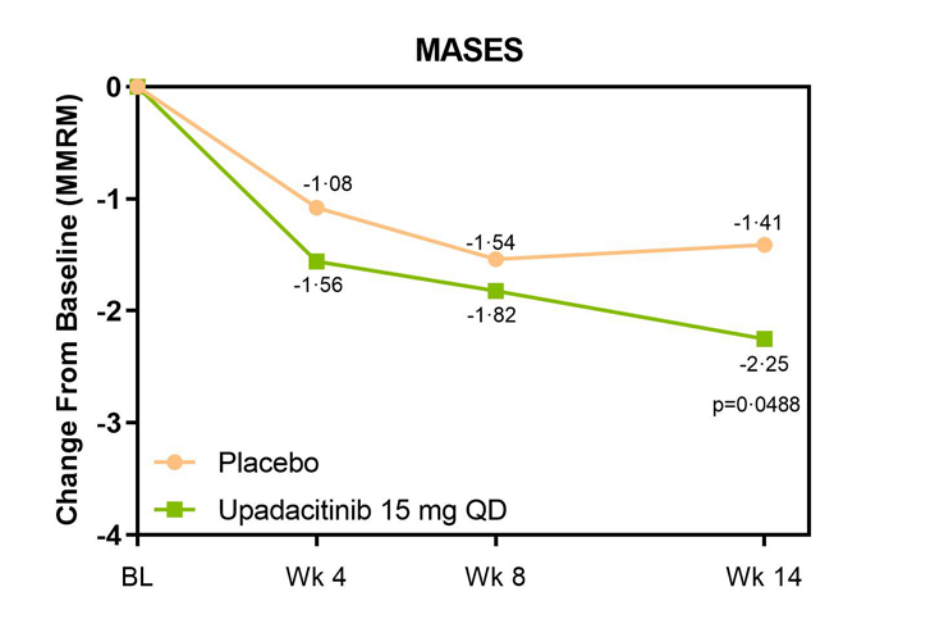 MASES
Change From Baseline (MMRM)
0
-1
-2
-3
-4
-1·08
-1·54
-1·41
-1·56
-1·82
-2·25
p=0·0488
Placebo
Upadacitinib 15 mg QD
BL
Wk 4
Wk 8
Wk 14